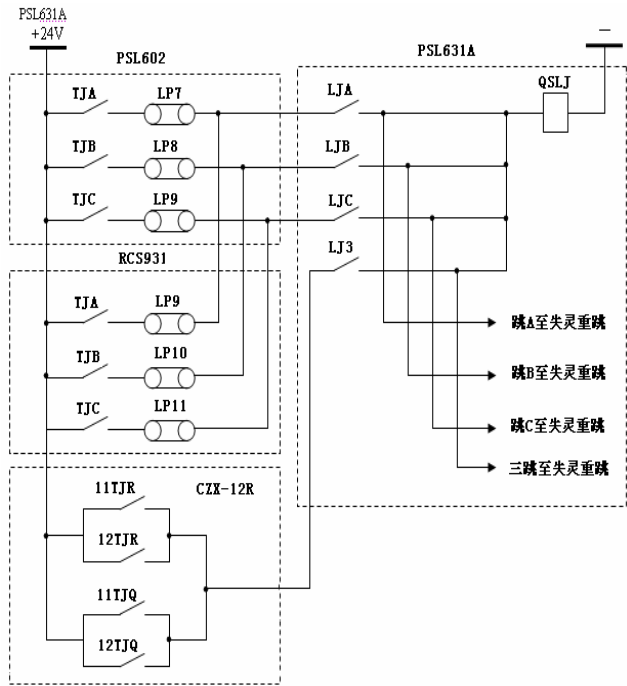 PSL631A
+24V
—
PSL602
PSL631A
TJA
LP7
LJA
QSLJ
TJB
LP8
LJB
TJC
LP9
LJC
LJ3
RCS931
TJA
LP9
跳A至失灵重跳
TJB
LP10
跳B至失灵重跳
TJC
LP11
跳C至失灵重跳
三跳至失灵重跳
11TJR
CZX-12R
12TJR
11TJQ
12TJQ